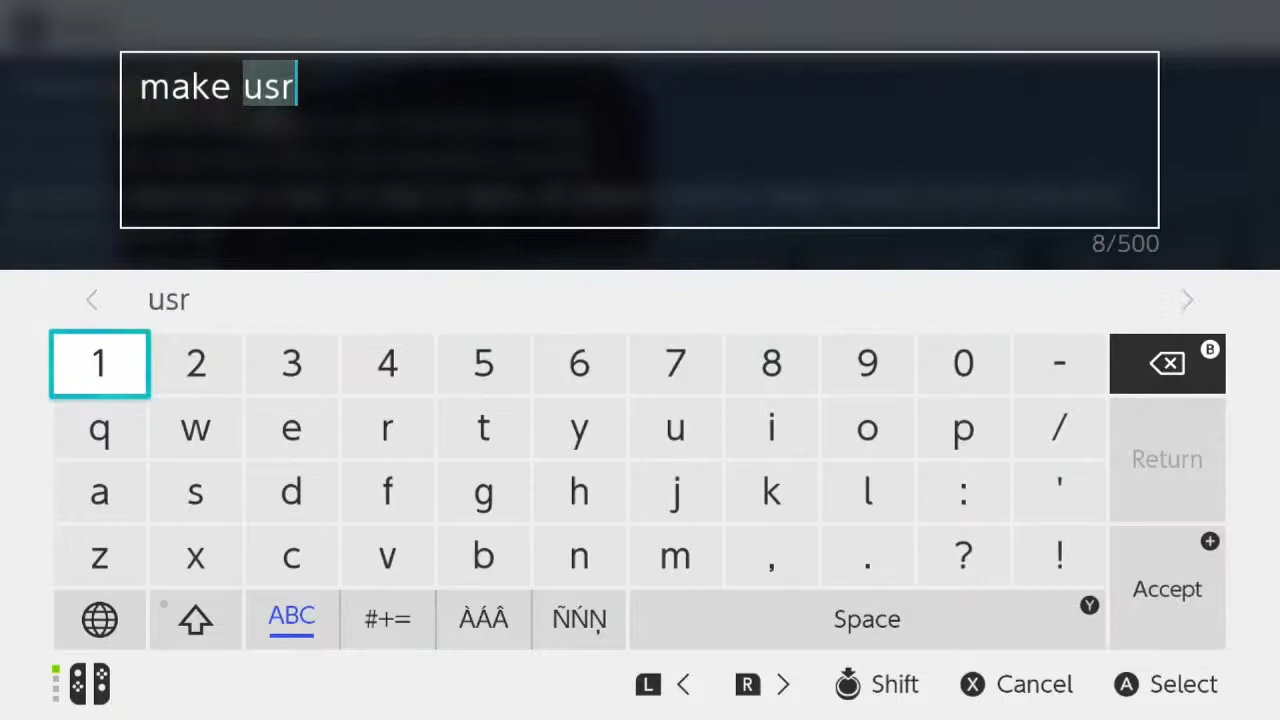 make usr
8/500
usr
1 2 3 4 5 6 7 8 9 0 - B
q w e r t y u i o p / Return
a s d f g h j k l : '
z x c v b n m , . ? ! + Accept
ABC #+= ÀÁÂ ÑŃŅ Space Y
L < R > Shift X Cancel A Select